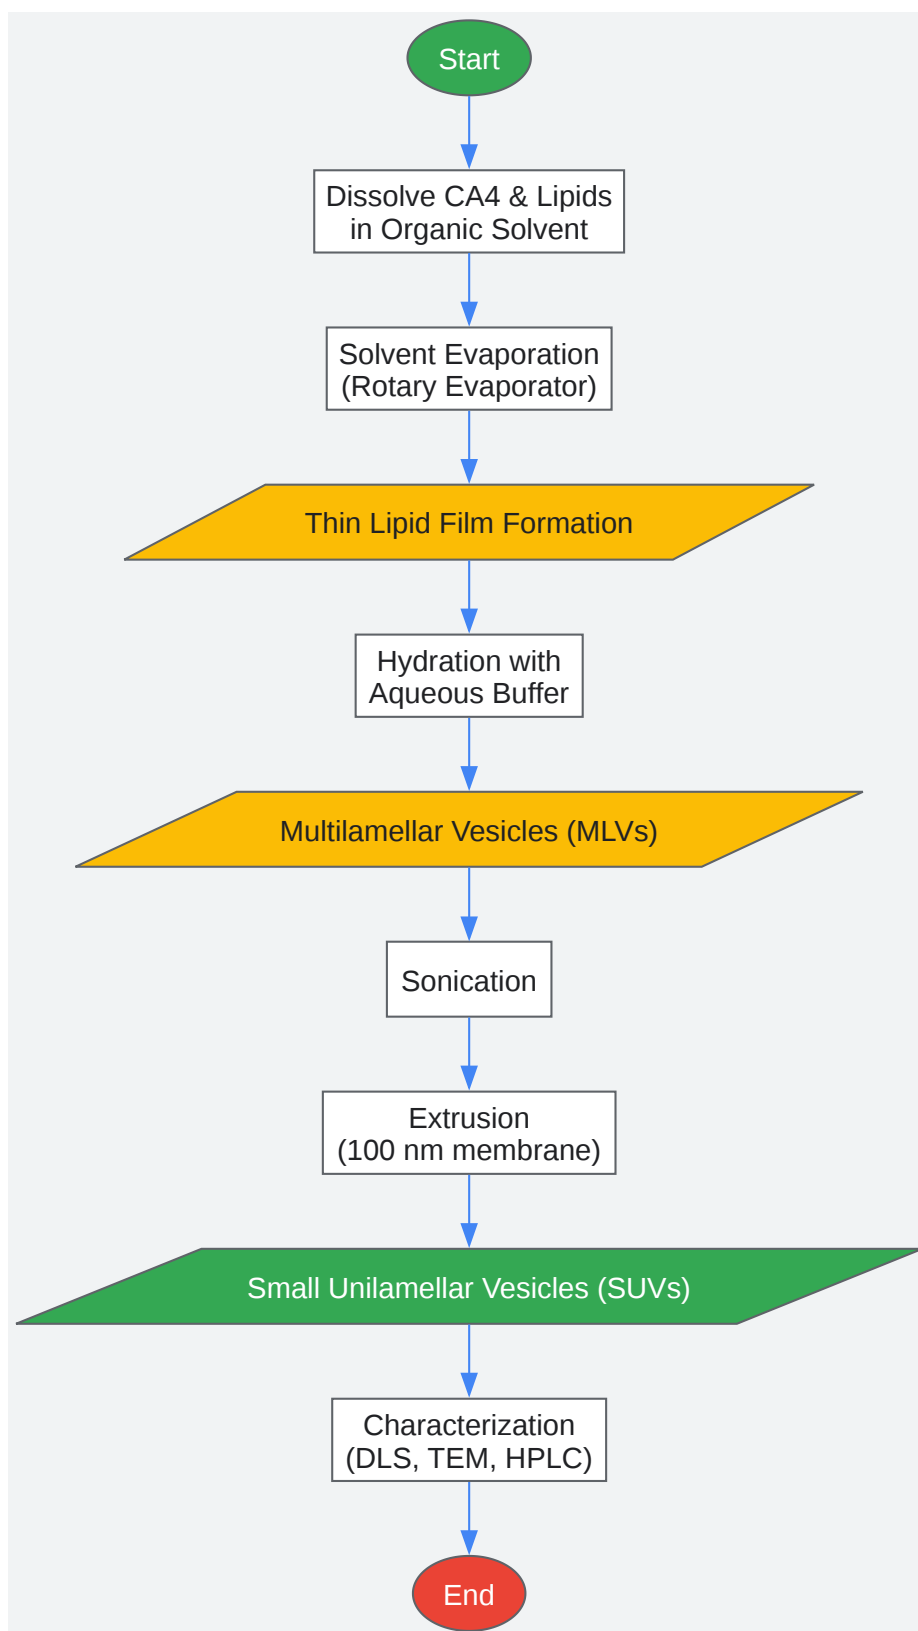 Start
Dissolve CA4 & Lipids
in Organic Solvent
Solvent Evaporation
(Rotary Evaporator)
Thin Lipid Film Formation
Hydration with
Aqueous Buffer
Multilamellar Vesicles (MLVs)
Sonication
Extrusion
(100 nm membrane)
Small Unilamellar Vesicles (SUVs)
Characterization
(DLS, TEM, HPLC)
End